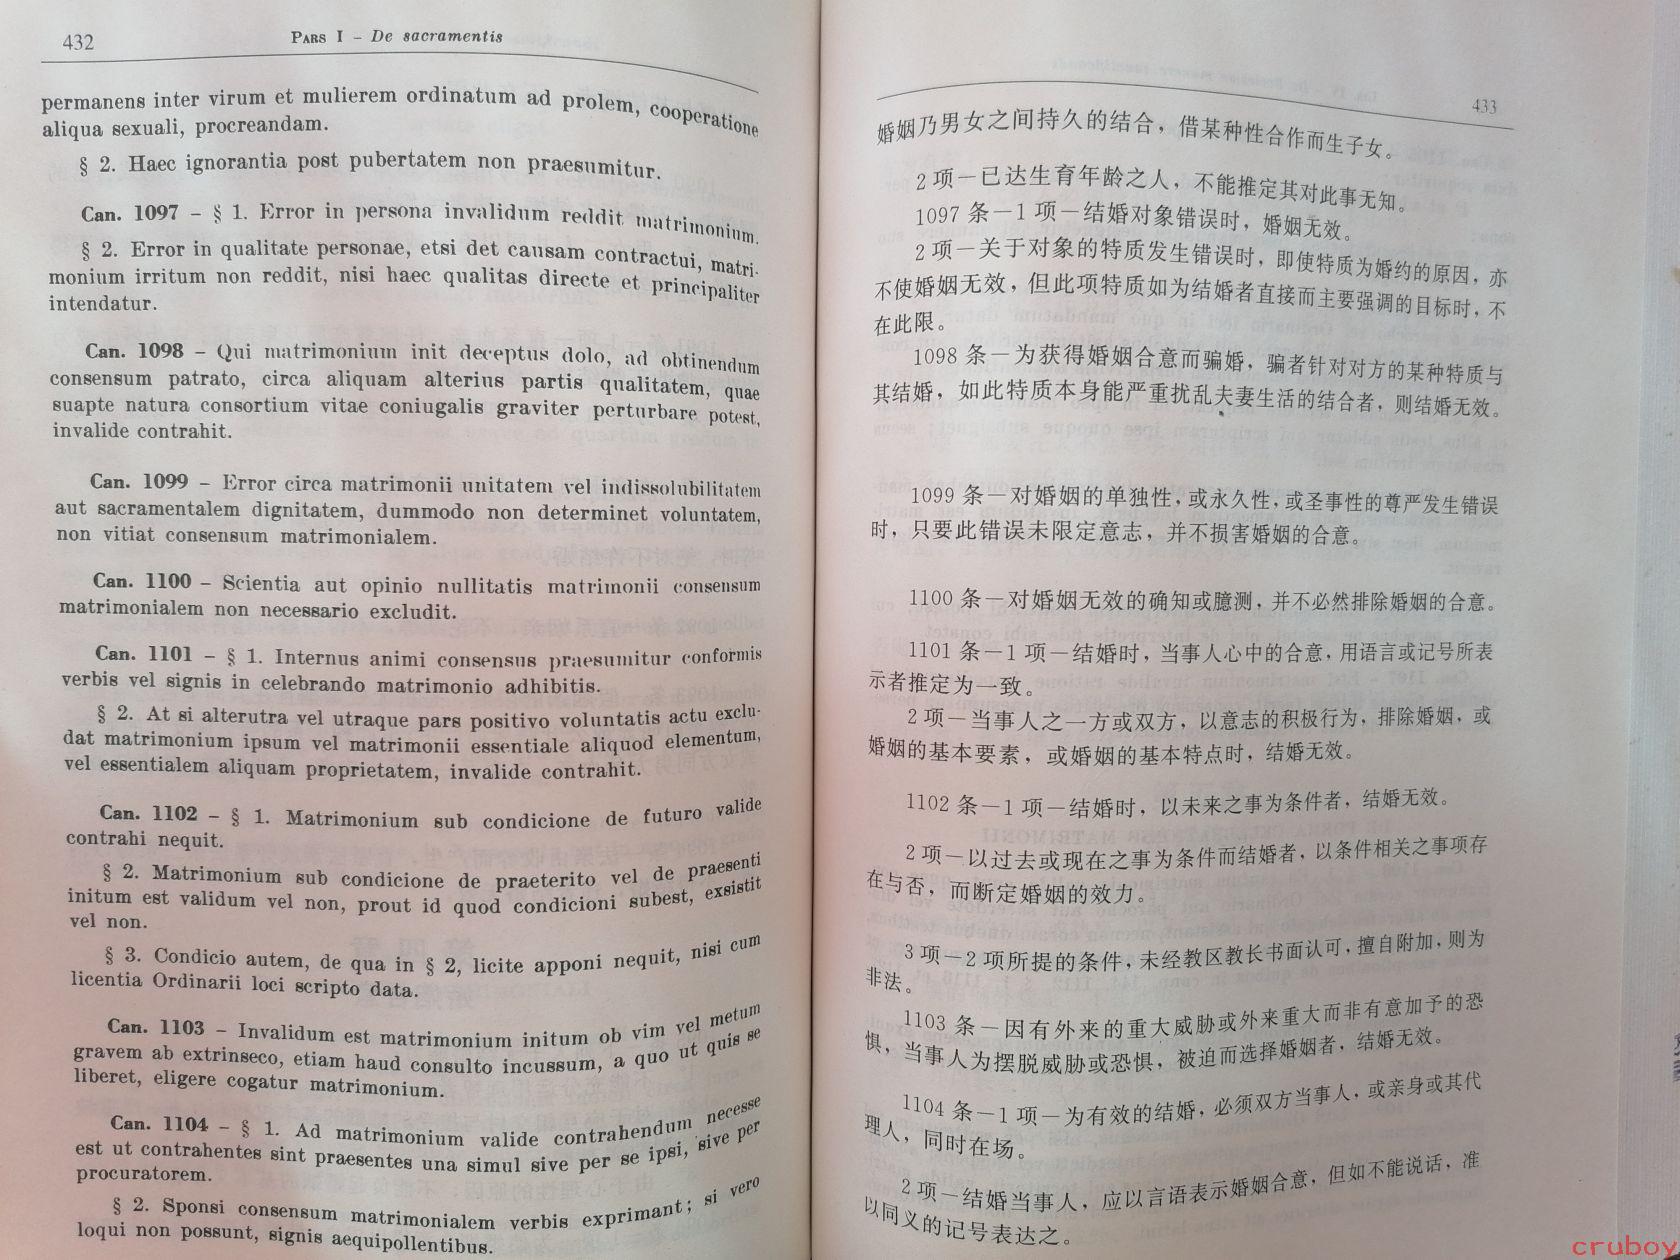 432
PARS I – De sacramentis
permanens inter virum et mulierem ordinatum ad prolem, cooperatione
aliqua sexuali, procreandam.
§ 2. Haec ignorantia post pubertatem non praesumitur.
Can. 1097 – § 1. Error in persona invalidum reddit matrimonium.
§ 2. Error in qualitate personae, etsi det causam contractui, matri-
monium irritum non reddit, nisi haec qualitas directe et principaliter
intendatur.
Can. 1098 – Qui matrimonium init deceptus dolo, ad obtinendum
consensum patrato, circa aliquam alterius partis qualitatem, quae
suapte natura consortium vitae coniugalis graviter perturbare potest,
invalide contrahit.
Can. 1099 – Error circa matrimonii unitatem vel indissolubilitatem
aut sacramentalem dignitatem, dummodo non determinet voluntatem,
non vitiat consensum matrimonialem.
Can. 1100 – Scientia aut opinio nullitatis matrimonii consensum
matrimonialem non necessario excludit.
Can. 1101 – § 1. Internus animi consensus praesumitur conformis
verbis vel signis in celebrando matrimonio adhibitis.
§ 2. At si alterutra vel utraque pars positivo voluntatis actu exclu-
dat matrimonium ipsum vel matrimonii essentiale aliquod elementum,
vel essentialem aliquam proprietatem, invalide contrahit.
Can. 1102 – § 1. Matrimonium sub condicione de futuro valide
contrahi nequit.
§ 2. Matrimonium sub condicione de praeterito vel de praesenti
initum est validum vel non, prout id quod condicioni subest, exsistit
vel non.
§ 3. Condicio autem, de qua in § 2, licite apponi nequit, nisi cum
licentia Ordinarii loci scripto data.
Can. 1103 – Invalidum est matrimonium initum ob vim vel metum
gravem ab extrinseco, etiam haud consulto incussum, a quo ut quis se
liberet, eligere cogatur matrimonium.
Can. 1104 – § 1. Ad matrimonium valide contrahendum necesse
est ut contrahentes sint praesentes una simul sive per se ipsi, sive per
procuratorem.
§ 2. Sponsi consensum matrimonialem verbis exprimant; si vero
loqui non possunt, signis aequipollentibus.
433
婚姻乃男女之间持久的结合，借某种性合作而生子女。
2 项－已达生育年龄之人，不能推定其对此事无知。
1097 条－1 项－结婚对象错误时，婚姻无效。
2 项－关于对象的特质发生错误时，即使特质为婚约的原因，亦
不使婚姻无效，但此项特质如为结婚者直接而主要强调的目标时，不
在此限。
1098 条－为获得婚姻合意而骗婚，骗者针对对方的某种特质与
其结婚，如此特质本身能严重扰乱夫妻生活的结合者，则结婚无效。
1099 条－对婚姻的单独性，或永久性，或圣事性的尊严发生错误
时，只要此错误未限定意志，并不损害婚姻的合意。
1100 条－对婚姻无效的确知或臆测，并不必然排除婚姻的合意。
1101 条－1 项－结婚时，当事人心中的合意，用语言或记号所表
示者推定为一致。
2 项－当事人之一方或双方，以意志的积极行为，排除婚姻，或
婚姻的基本要素，或婚姻的基本特点时，结婚无效。
1102 条－1 项－结婚时，以未来之事为条件者，结婚无效。
2 项－以过去或现在之事为条件而结婚者，以条件相关之事项存
在与否，而断定婚姻的效力。
3 项－2 项所提的条件，未经教区教长书面认可，擅自附加，则为
非法。
1103 条－因有外来的重大威胁或外来重大而非有意加予的恐
惧，当事人为摆脱威胁或恐惧，被迫而选择婚姻者，结婚无效。
1104 条－1 项－为有效的结婚，必须双方当事人，或亲身或其代
理人，同时在场。
2 项－结婚当事人，应以言语表示婚姻合意，但如不能说话，准
以同义的记号表达之。
cruboy